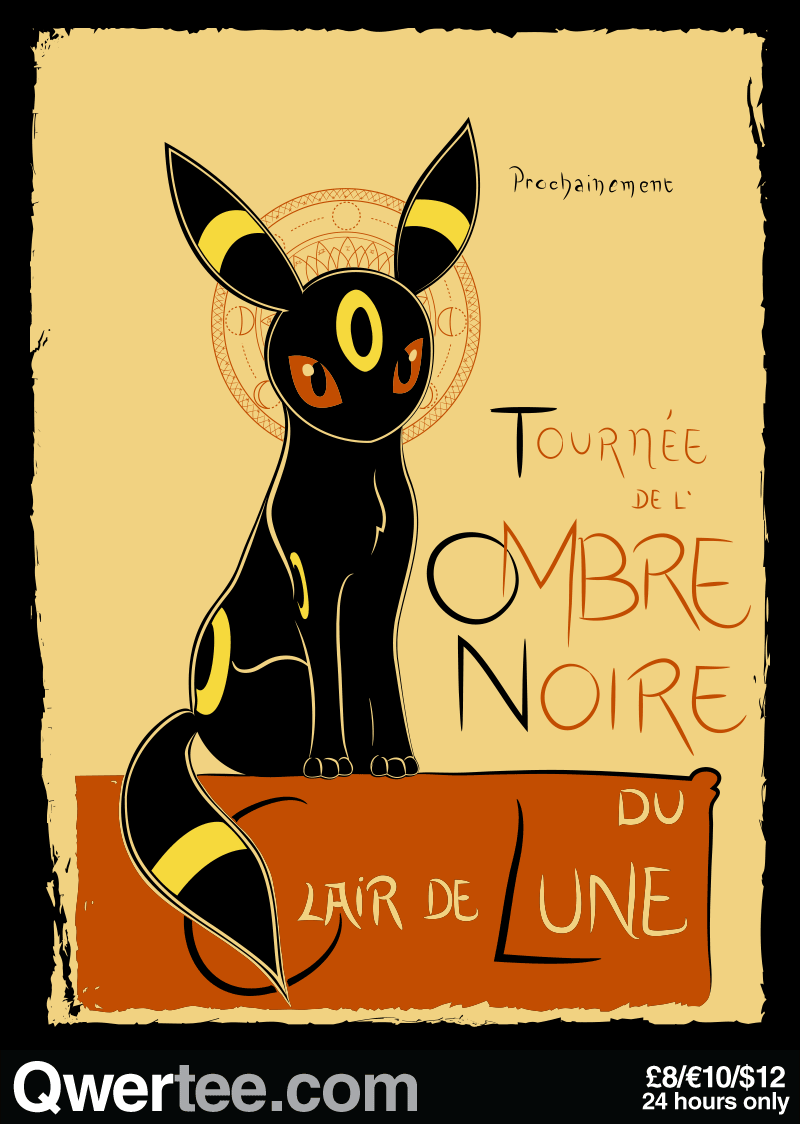 Prochainement
TOURNÉE
DE L'
OMBRE
NOIRE
DU
CLAIR DE LUNE
Qwertee.com
£8/€10/$12
24 hours only